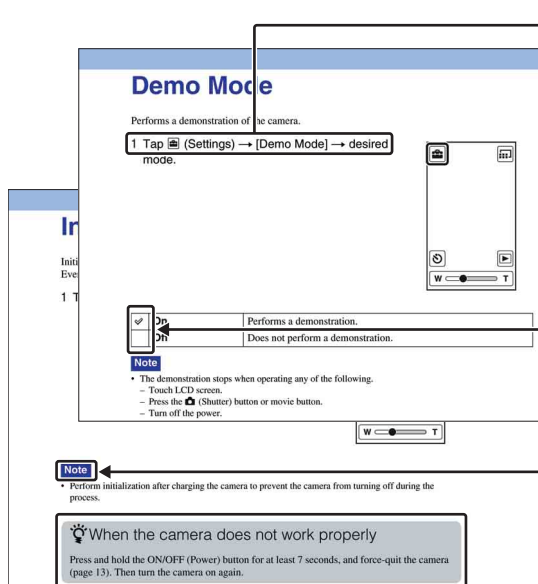 Demo Mode
Performs a demonstration of the camera.
1 Tap (Settings) → [Demo Mode] → desired
mode.
W T
On Performs a demonstration.
Does not perform a demonstration.
Note
• The demonstration stops when operating any of the following.
– Touch LCD screen.
– Press the (Shutter) button or movie button.
– Turn off the power.
In
Initi
Eve
1 T
W T
Note
• Perform initialization after charging the camera to prevent the camera from turning off during the
process.
When the camera does not work properly
Press and hold the ON/OFF (Power) button for at least 7 seconds, and force-quit the camera
(page 13). Then turn the camera on again.